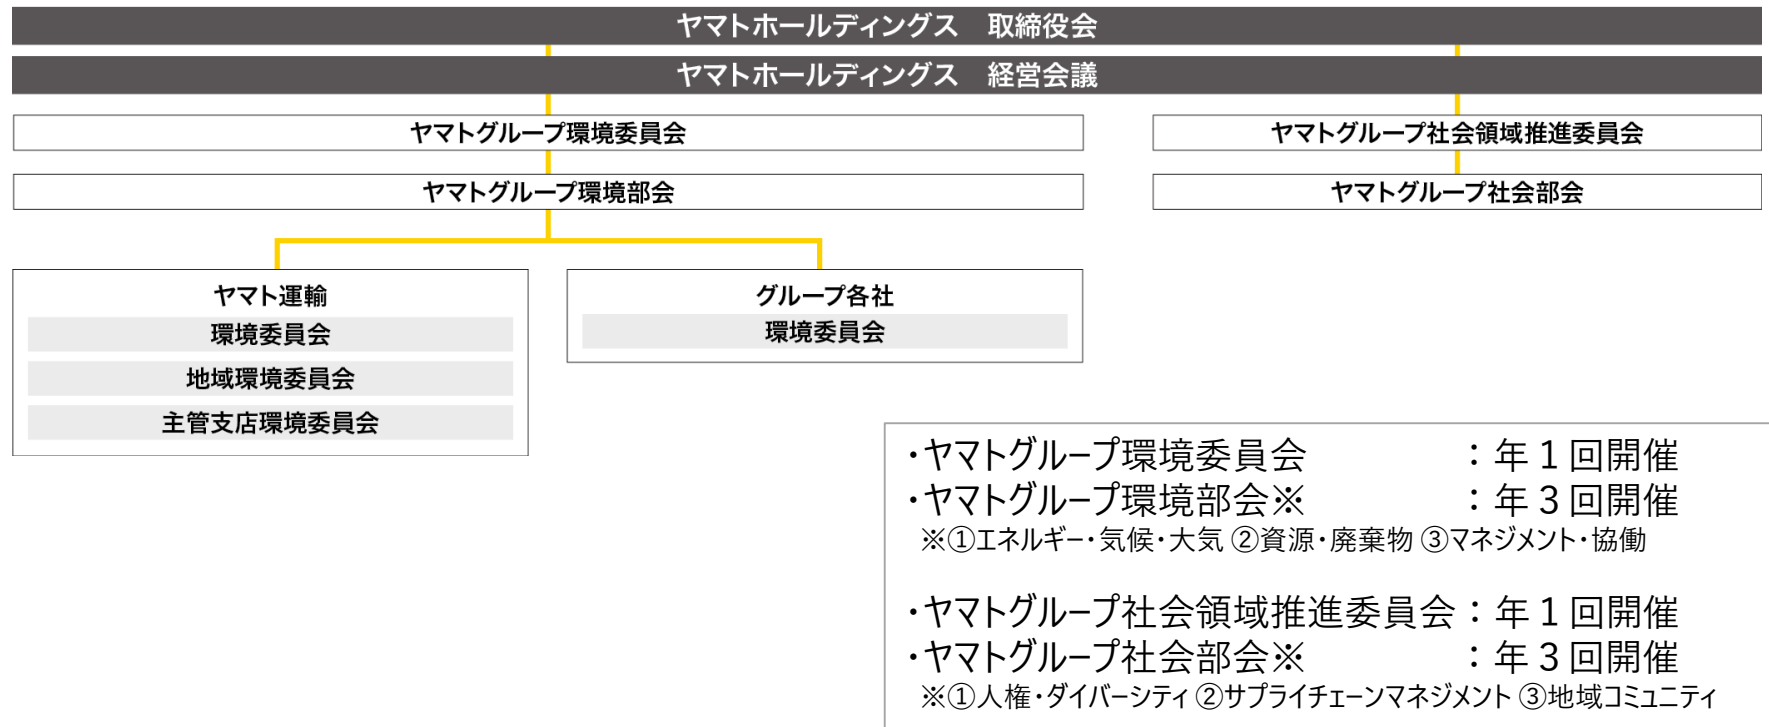 ヤマトホールディングス　取締役会
ヤマトホールディングス　経営会議
ヤマトグループ環境委員会
ヤマトグループ社会領域推進委員会
ヤマトグループ環境部会
ヤマトグループ社会部会
ヤマト運輸
環境委員会
地域環境委員会
主管支店環境委員会
グループ各社
環境委員会
・ヤマトグループ環境委員会　　　　：年１回開催
・ヤマトグループ環境部会※　　　　：年３回開催
※①エネルギー・気候・大気 ②資源・廃棄物 ③マネジメント・協働
・ヤマトグループ社会領域推進委員会：年１回開催
・ヤマトグループ社会部会※　　　　：年３回開催
※①人権・ダイバーシティ ②サプライチェーンマネジメント ③地域コミュニティ